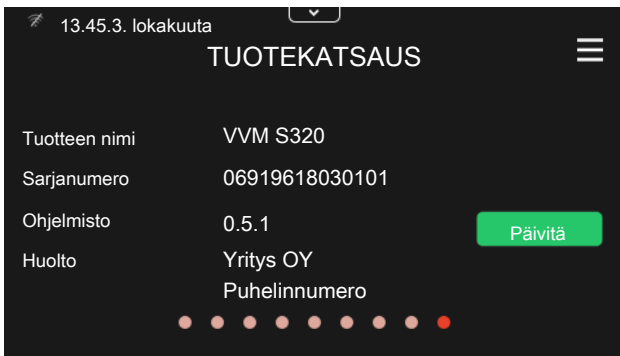 13.45.3. lokakuuta
TUOTEKATSAUS
Tuotteen nimi VVM S320
Sarjanumero 06919618030101
Ohjelmisto 0.5.1 Päivitä
Huolto Yritys OY
Puhelinnumero